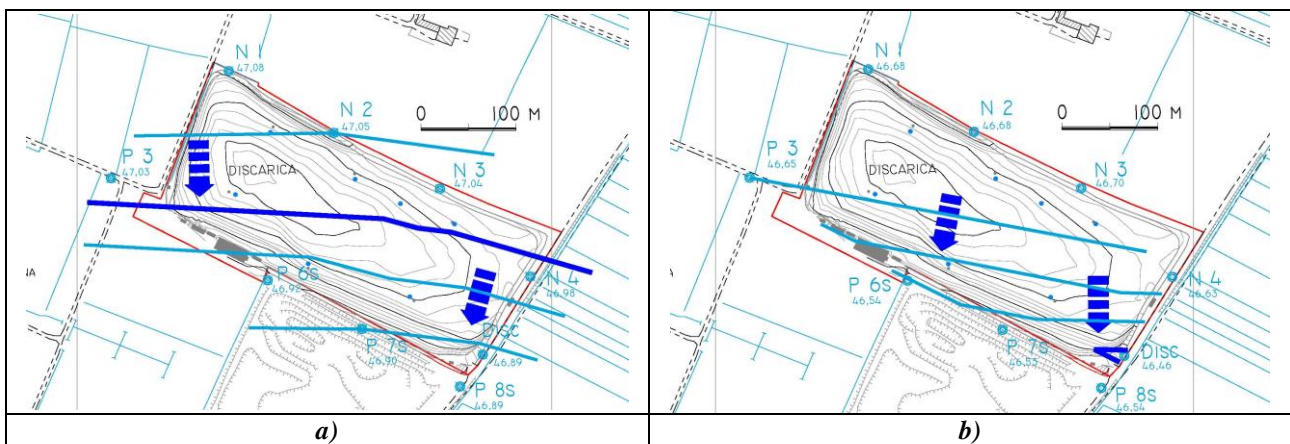 N 1
47,08
N 2
47,05
0 100 M
P 3
47,03
N 3
47,04
DISCARICA
NA
P 6S
46,92
N 4
46,98
P 7S
46,90
Disc
46,89
P 8S
46,89
a)
N 1
46,68
N 2
46,68
0 100 M
P 3
46,65
N 3
46,70
DISCARICA
P 6S
46,54
N 4
46,63
P 7S
46,53
DISC
46,46
P 8S
46,54
b)